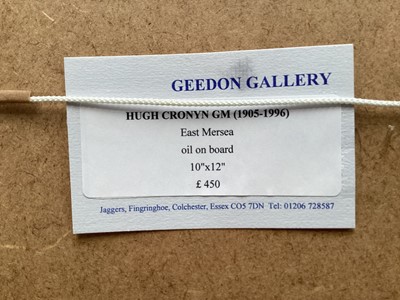 GEEDON GALLERY
HUGH CRONYN GM (1905-1996)
East Mersea
oil on board
10"x12"
£ 450
Jaggers, Fingringhoe, Colchester, Essex CO5 7DN Tel: 01206 728587